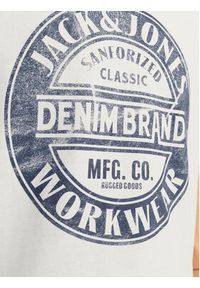 JACK&JONES
SANFORIZED
CLASSIC
DENIM BRAND
MFG. CO.
RUGGED GOODS
WORKWEAR